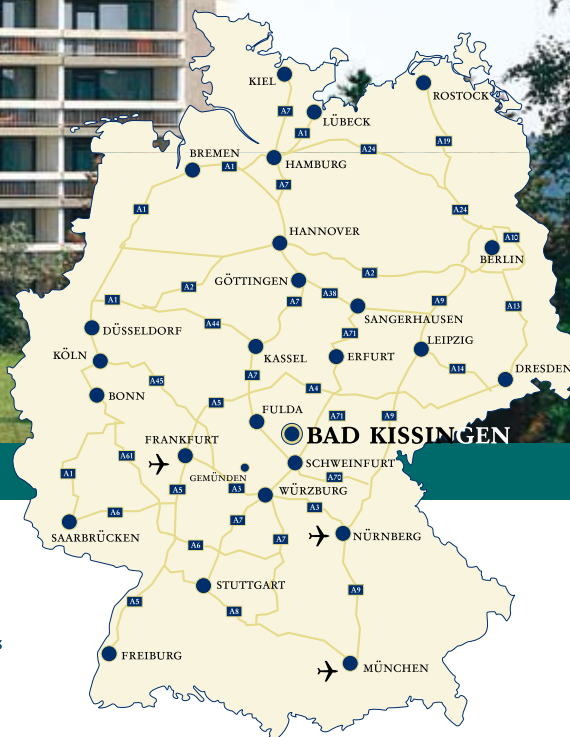 KIEL
ROSTOCK
A7
LÜBECK
A1
A19
BREMEN
A24
A1
HAMBURG
A7
A1
A24
HANNOVER
A10
BERLIN
A2
GÖTTINGEN
A2
A38
A1
A7
A9
A13
SANGERHAUSEN
DÜSSELDORF
A44
A71
LEIPZIG
KÖLN
KASSEL
ERFURT
A14
DRESDEN
A7
A45
A4
BONN
A5
FULDA
A71
A9
BAD KISSINGEN
FRANKFURT
A61
SCHWEINFURT
A1
GEMÜNDEN
A70
A5
A3
WÜRZBURG
A6
A3
A7
SAARBRÜCKEN
A6
A7
NÜRNBERG
STUTTGART
A9
A5
A8
FREIBURG
MÜNCHEN